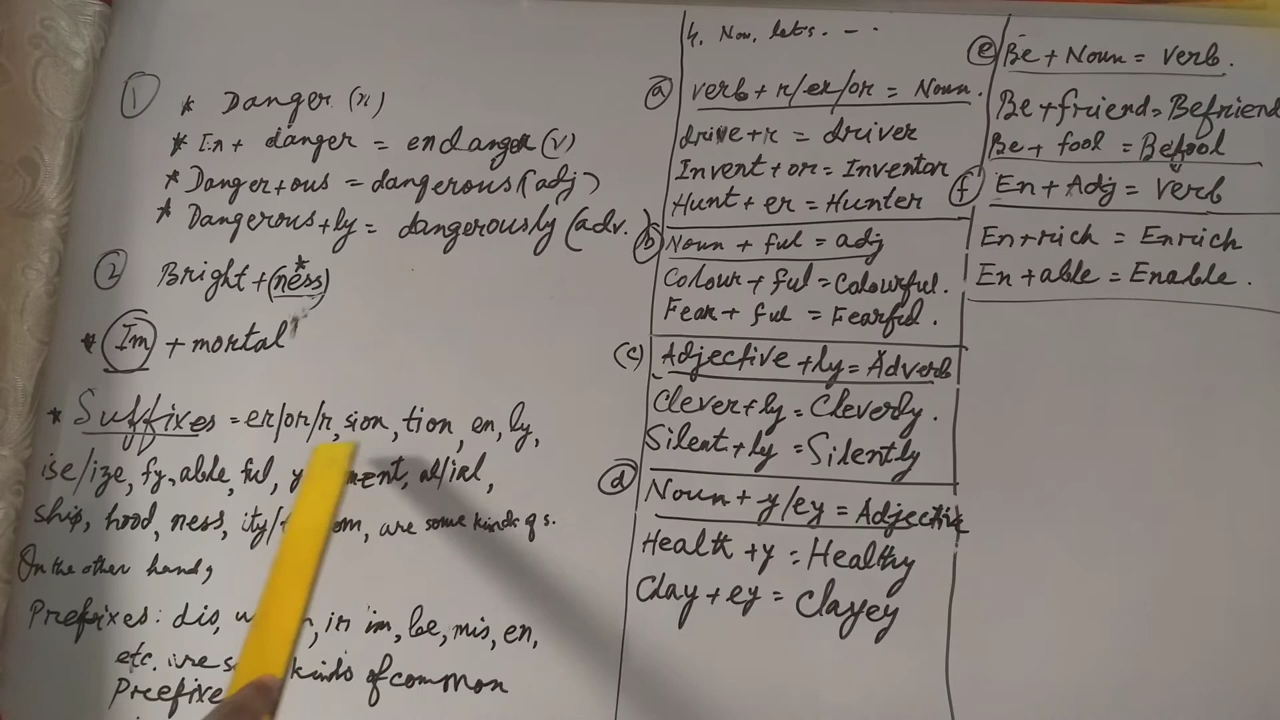 ①
* Danger (n)
* En+ danger = endanger (v)
* Danger+ous = dangerous (adj)
* Dangerous+ly = dangerously (adv.
② Bright+(ness)*
* Im + mortal
* Suffixes = er/or/r, sion, tion, en, ly,
ise/ize, fy, able, ful, y ment, al/ial,
ship, hood, ness, ity/ om, are some kinds of s.
On the other hand,
Prefixes: dis, in im, be, mis, en,
etc. are kinds of common
Prefixe
4. Now, let's. - - .
(a) verb + r/er/or = Noun.
drive+r = driver
Invent + or = Inventor
Hunt + er = Hunter
(b) Noun + ful = adj
Colour + ful = Colourful.
Fear + ful = Fearful.
(c) Adjective + ly = Adverb
Clever+ly = Cleverly.
Silent + ly = Silently
(d) Noun + y/ey = Adjective
Health + y = Healthy
Clay + ey = Clayey
(e) Be + Noun = verb.
Be + friend = Befriend
Be + fool = Befool
(f) En + Adj = verb
En+rich = Enrich
En + able = Enable.